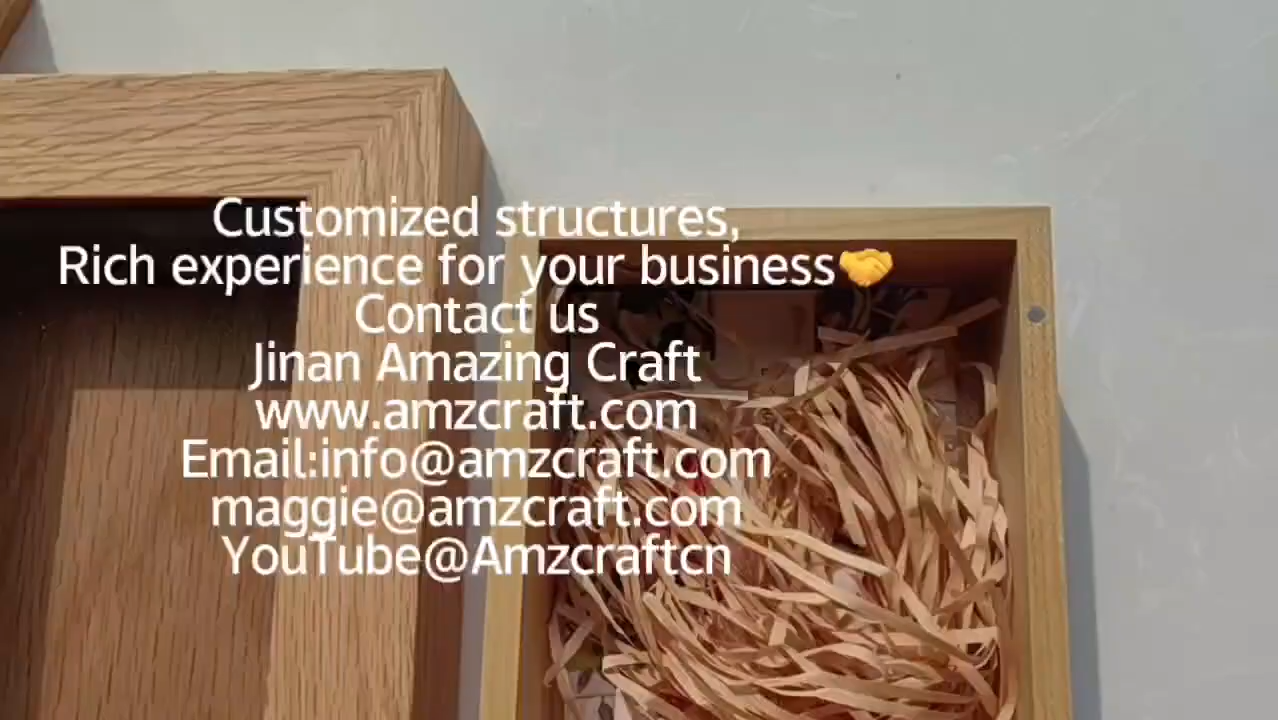 Customized structures,
Rich experience for your business🤝
Contact us
Jinan Amazing Craft
www.amzcraft.com
Email:info@amzcraft.com
maggie@amzcraft.com
YouTube@Amzcraftcn